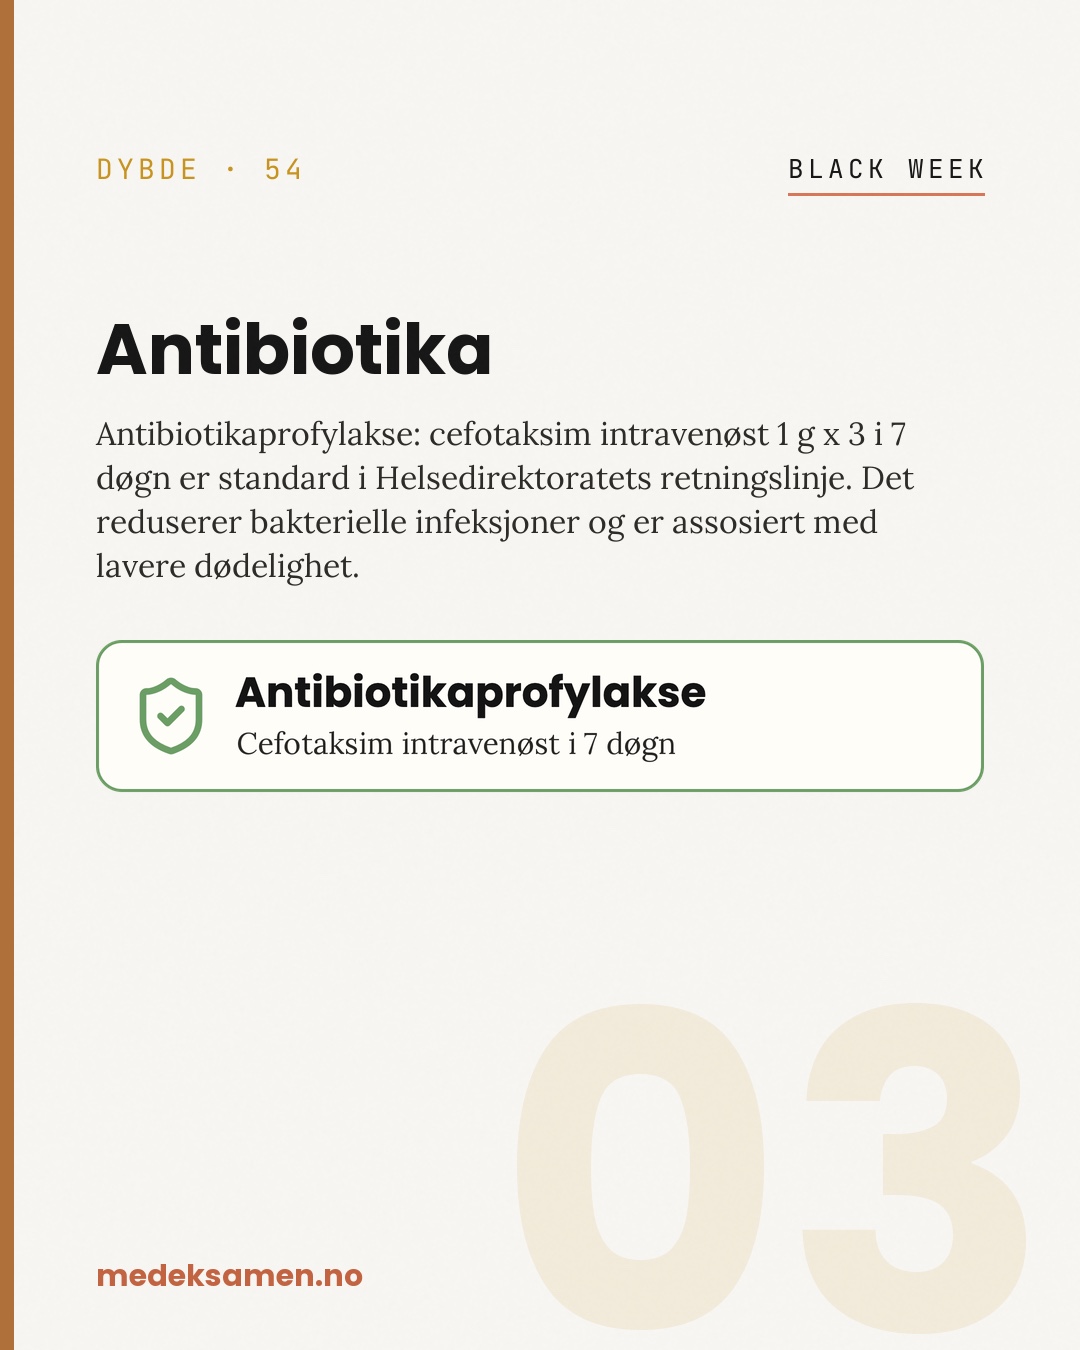 DYBDE · 54
BLACK WEEK
Antibiotika
Antibiotikaprofylakse: cefotaksim intravenøst 1 g x 3 i 7
døgn er standard i Helsedirektoratets retningslinje. Det
reduserer bakterielle infeksjoner og er assosiert med
lavere dødelighet.
Antibiotikaprofylakse
Cefotaksim intravenøst i 7 døgn
03
medeksamen.no